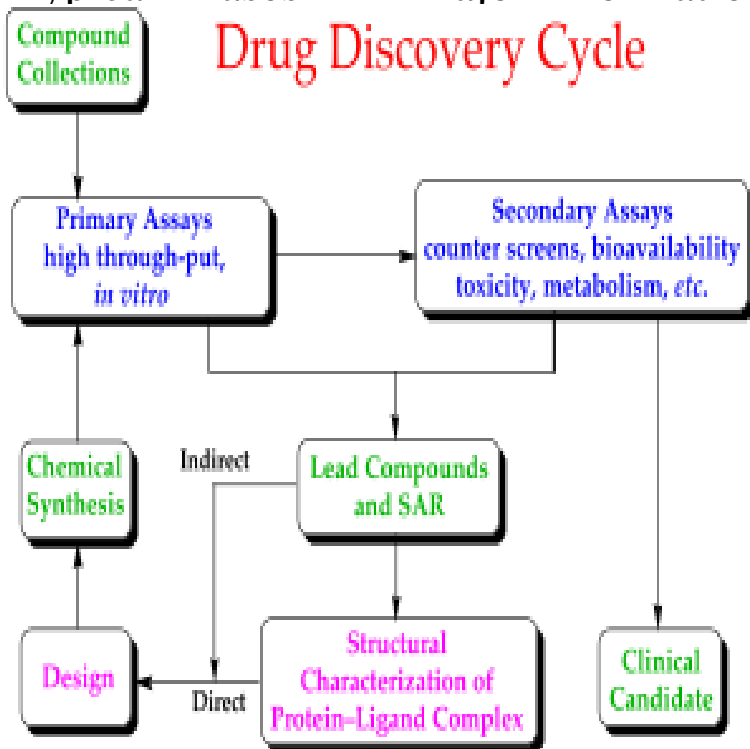 Drug Discovery Cycle
Compound
Collections
Primary Assays
high through-put,
in vitro
Secondary Assays
counter screens, bioavailability
toxicity, metabolism, etc.
Chemical
Synthesis
Indirect
Lead Compounds
and SAR
Design
Direct
Structural
Characterization of
Protein–Ligand Complex
Clinical
Candidate